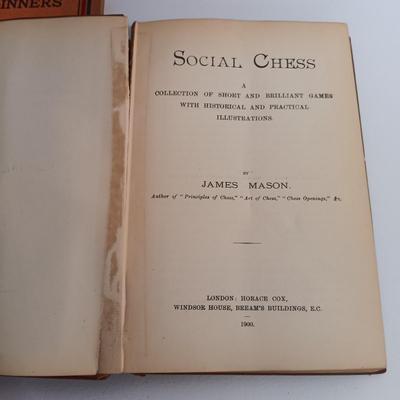 INNERS
SOCIAL CHESS
A
COLLECTION OF SHORT AND BRILLIANT GAMES
WITH HISTORICAL AND PRACTICAL
ILLUSTRATIONS.
BY
JAMES MASON.
Author of "Principles of Chess," "Art of Chess," "Chess Openings," &c.
LONDON: HORACE COX,
WINDSOR HOUSE, BREAM'S BUILDINGS, E.C.
1900.